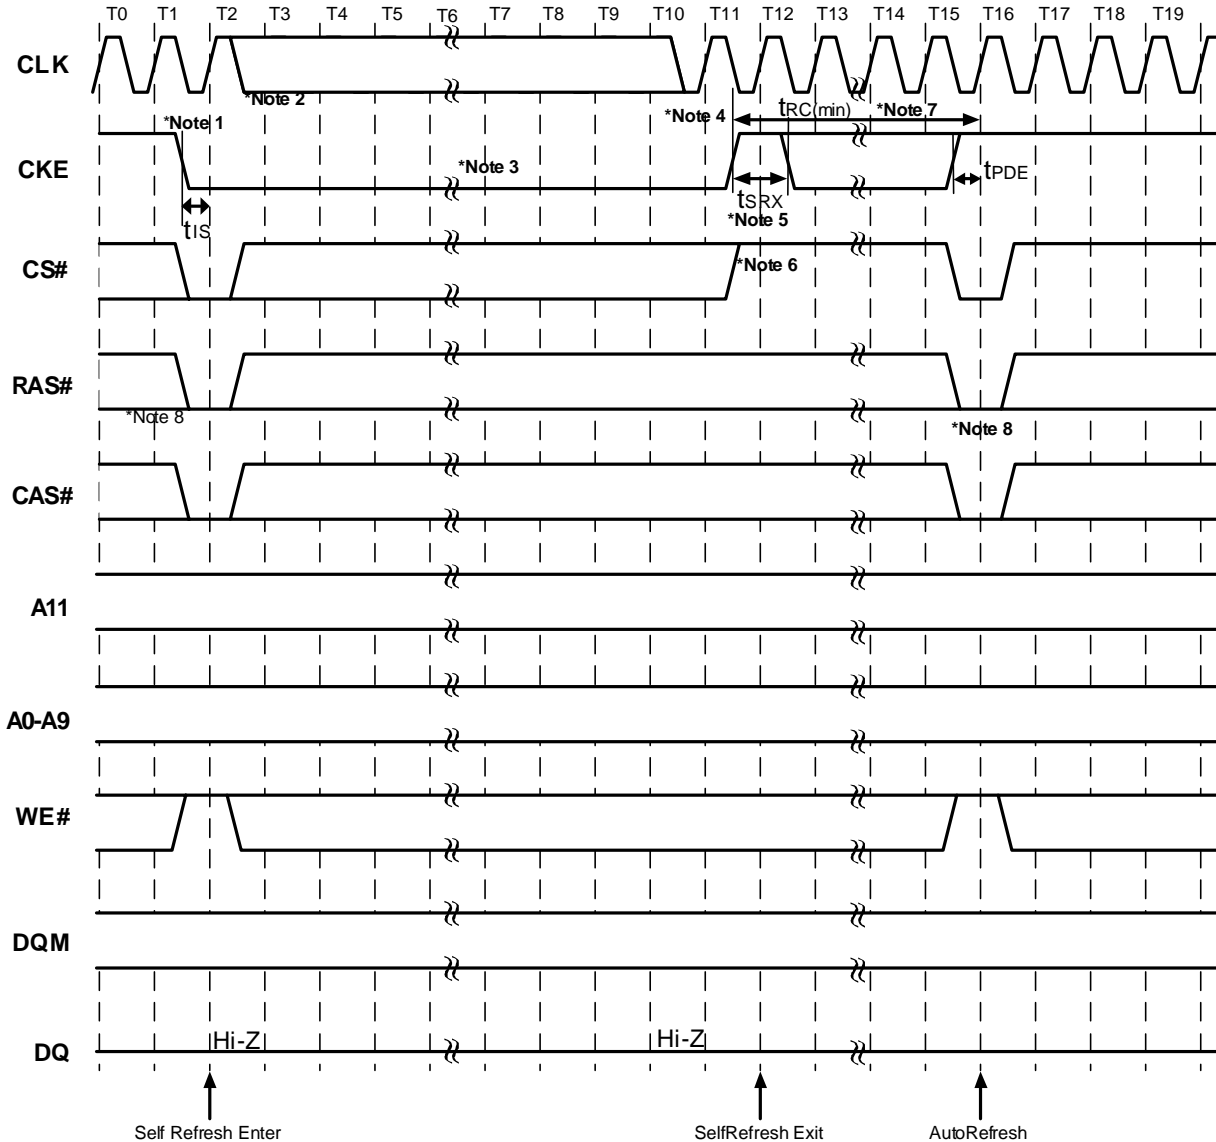 T0 T1 T2 T3 T4 T5 T6 T7 T8 T9 T10 T11 T12 T13 T14 T15 T16 T17 T18 T19
CLK
*Note 2
*Note 1
*Note 4
tRC(min)
*Note 7
CKE
*Note 3
tPDE
tIS
tSRX
*Note 5
CS#
*Note 6
RAS#
*Note 8
*Note 8
CAS#
A11
A0-A9
WE#
DQM
DQ
Hi-Z
Hi-Z
Self Refresh Enter
SelfRefresh Exit
AutoRefresh